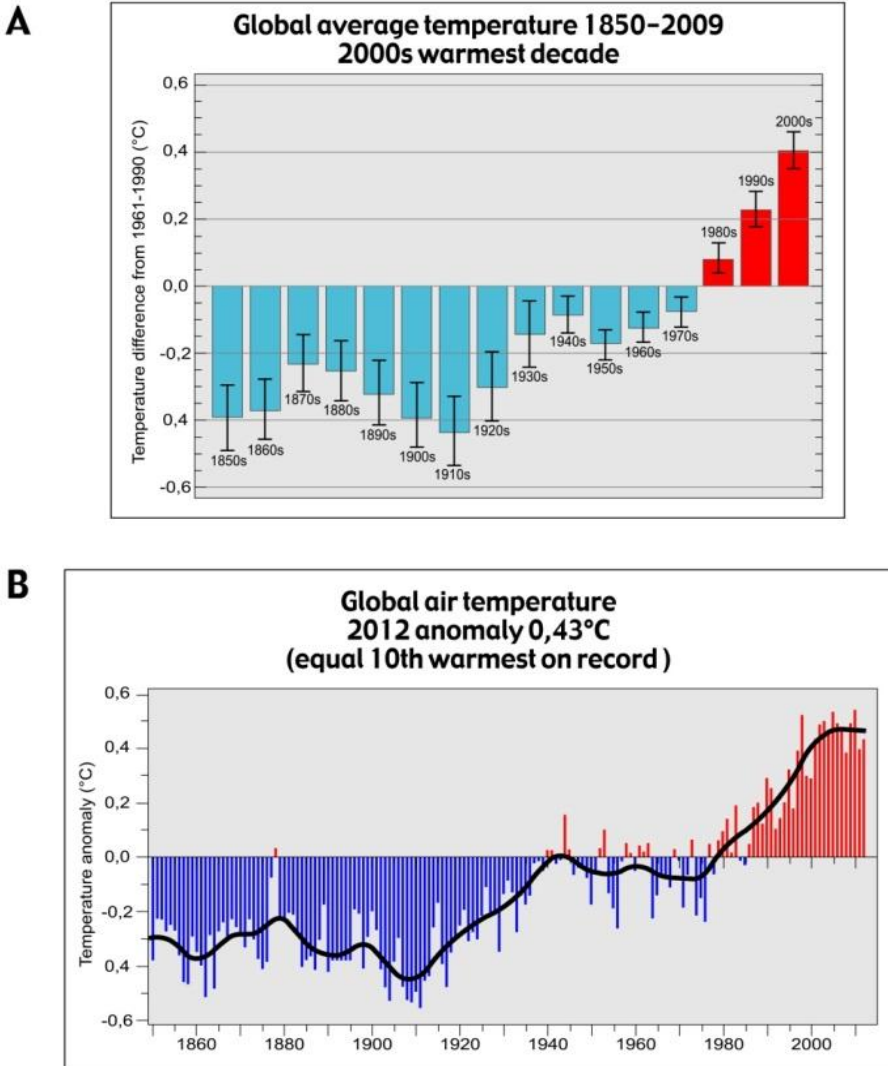 A
Global average temperature 1850–2009
2000s warmest decade
Temperature difference from 1961-1990 (°C)
0,6
0,4
0,2
0,0
-0,2
0,4
-0,6
1850s
1860s
1870s
1880s
1890s
1900s
1910s
1920s
1930s
1940s
1950s
1960s
1970s
1980s
1990s
2000s
B
Global air temperature
2012 anomaly 0,43°C
(equal 10th warmest on record )
Temperature anomaly (°C)
0,6
0,4
0,2
0,0
-0,2
0,4
-0,6
1860 1880 1900 1920 1940 1960 1980 2000